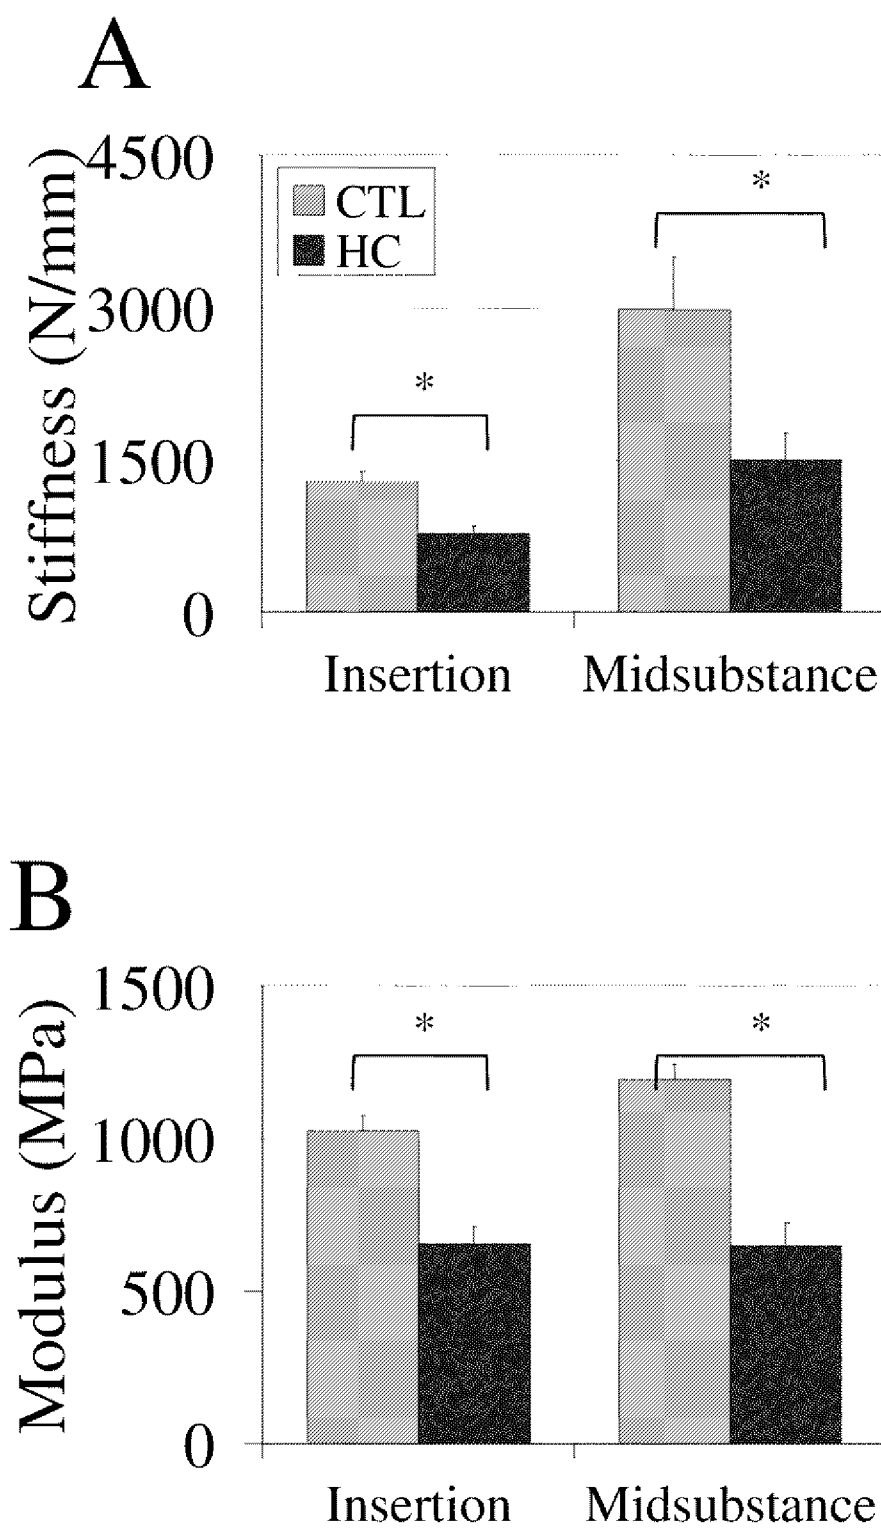 A
Stiffness (N/mm)
4500
3000
1500
0
CTL
HC
*
*
Insertion Midsubstance
B
Modulus (MPa)
1500
1000
500
0
*
*
Insertion Midsubstance